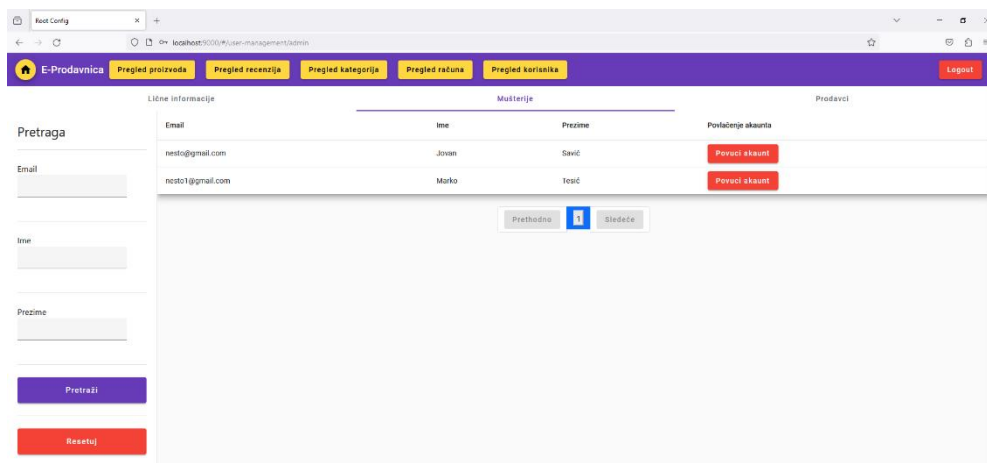 Root Config
localhost:9000/#/user-management/admin
E-Prodavnica Pregled proizvoda Pregled recenzija Pregled kategorija Pregled računa Pregled korisnika Logout
Lične informacije Mušterije Prodavci
Pretraga
Email
Ime
Prezime
Pretraži
Resetuj
Email Ime Prezime Povlačenje akaunta
nesto@gmail.com Jovan Savić Povuci akaunt
nesto1@gmail.com Marko Tesić Povuci akaunt
Prethodno 1 Sledeće